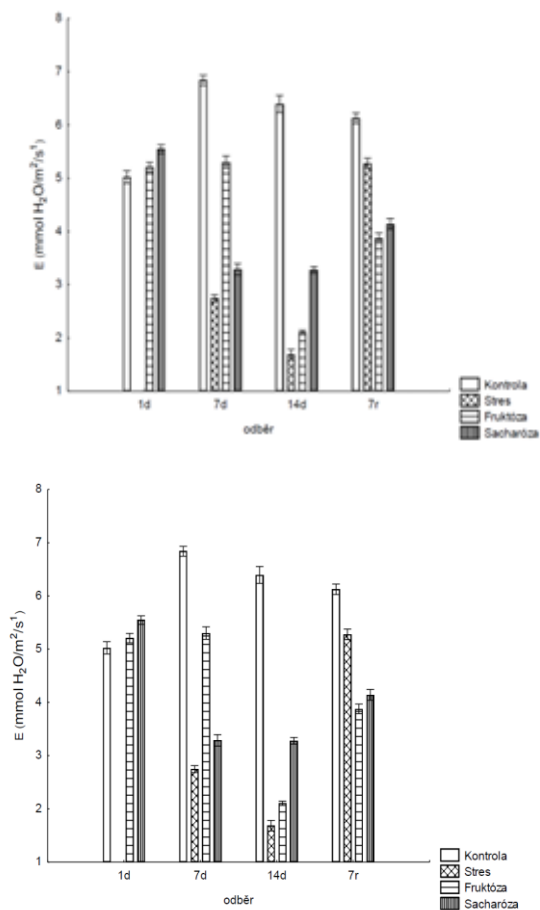 8
7
6
5
4
3
2
1
E (mmol H₂O/m²/s¹)
1d 7d 14d 7r
odběr
Kontrola
Stres
Fruktóza
Sacharóza
8
7
6
5
4
3
2
1
E (mmol H₂O/m²/s¹)
1d 7d 14d 7r
odběr
Kontrola
Stres
Fruktóza
Sacharóza